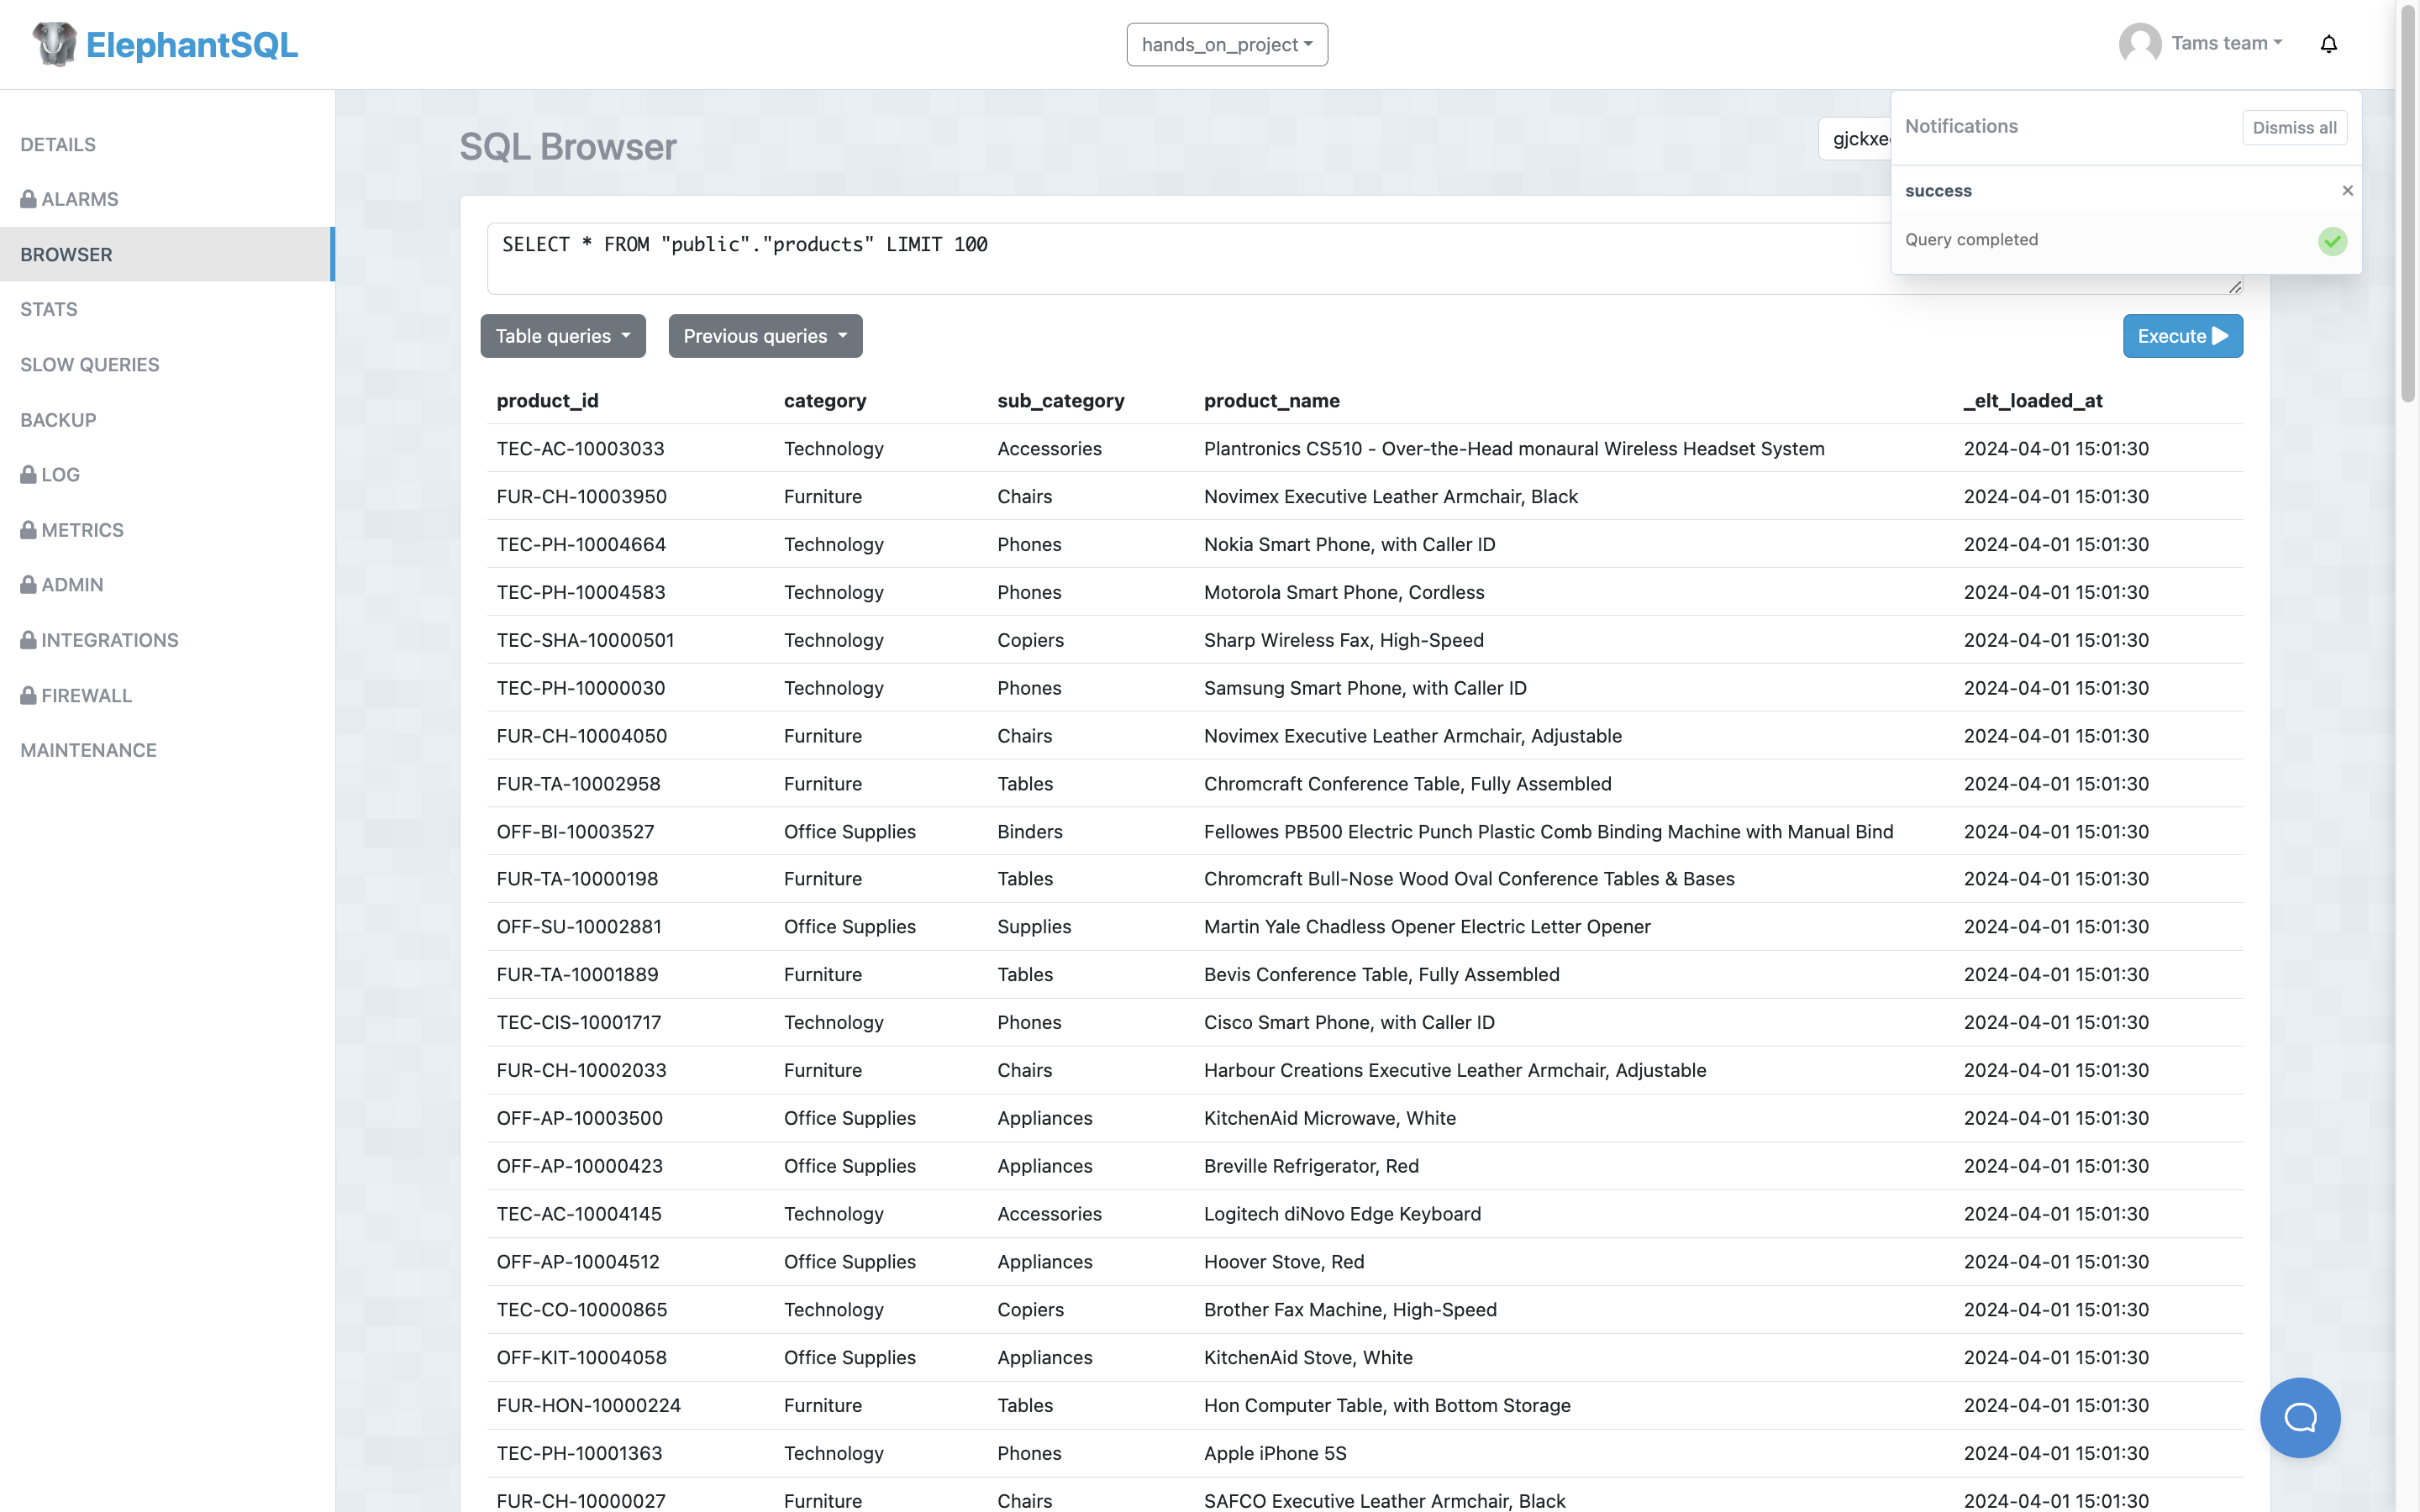 ElephantSQL
hands_on_project
Tams team
DETAILS
ALARMS
BROWSER
STATS
SLOW QUERIES
BACKUP
LOG
METRICS
ADMIN
INTEGRATIONS
FIREWALL
MAINTENANCE
SQL Browser
Notifications
Dismiss all
success
Query completed
SELECT * FROM "public"."products" LIMIT 100
Table queries
Previous queries
Execute
product_id category sub_category product_name _elt_loaded_at
TEC-AC-10003033 Technology Accessories Plantronics CS510 - Over-the-Head monaural Wireless Headset System 2024-04-01 15:01:30
FUR-CH-10003950 Furniture Chairs Novimex Executive Leather Armchair, Black 2024-04-01 15:01:30
TEC-PH-10004664 Technology Phones Nokia Smart Phone, with Caller ID 2024-04-01 15:01:30
TEC-PH-10004583 Technology Phones Motorola Smart Phone, Cordless 2024-04-01 15:01:30
TEC-SHA-10000501 Technology Copiers Sharp Wireless Fax, High-Speed 2024-04-01 15:01:30
TEC-PH-10000030 Technology Phones Samsung Smart Phone, with Caller ID 2024-04-01 15:01:30
FUR-CH-10004050 Furniture Chairs Novimex Executive Leather Armchair, Adjustable 2024-04-01 15:01:30
FUR-TA-10002958 Furniture Tables Chromcraft Conference Table, Fully Assembled 2024-04-01 15:01:30
OFF-BI-10003527 Office Supplies Binders Fellowes PB500 Electric Punch Plastic Comb Binding Machine with Manual Bind 2024-04-01 15:01:30
FUR-TA-10000198 Furniture Tables Chromcraft Bull-Nose Wood Oval Conference Tables & Bases 2024-04-01 15:01:30
OFF-SU-10002881 Office Supplies Supplies Martin Yale Chadless Opener Electric Letter Opener 2024-04-01 15:01:30
FUR-TA-10001889 Furniture Tables Bevis Conference Table, Fully Assembled 2024-04-01 15:01:30
TEC-CIS-10001717 Technology Phones Cisco Smart Phone, with Caller ID 2024-04-01 15:01:30
FUR-CH-10002033 Furniture Chairs Harbour Creations Executive Leather Armchair, Adjustable 2024-04-01 15:01:30
OFF-AP-10003500 Office Supplies Appliances KitchenAid Microwave, White 2024-04-01 15:01:30
OFF-AP-10000423 Office Supplies Appliances Breville Refrigerator, Red 2024-04-01 15:01:30
TEC-AC-10004145 Technology Accessories Logitech diNovo Edge Keyboard 2024-04-01 15:01:30
OFF-AP-10004512 Office Supplies Appliances Hoover Stove, Red 2024-04-01 15:01:30
TEC-CO-10000865 Technology Copiers Brother Fax Machine, High-Speed 2024-04-01 15:01:30
OFF-KIT-10004058 Office Supplies Appliances KitchenAid Stove, White 2024-04-01 15:01:30
FUR-HON-10000224 Furniture Tables Hon Computer Table, with Bottom Storage 2024-04-01 15:01:30
TEC-PH-10001363 Technology Phones Apple iPhone 5S 2024-04-01 15:01:30
FUR-CH-10000027 Furniture Chairs SAFCO Executive Leather Armchair, Black 2024-04-01 15:01:30